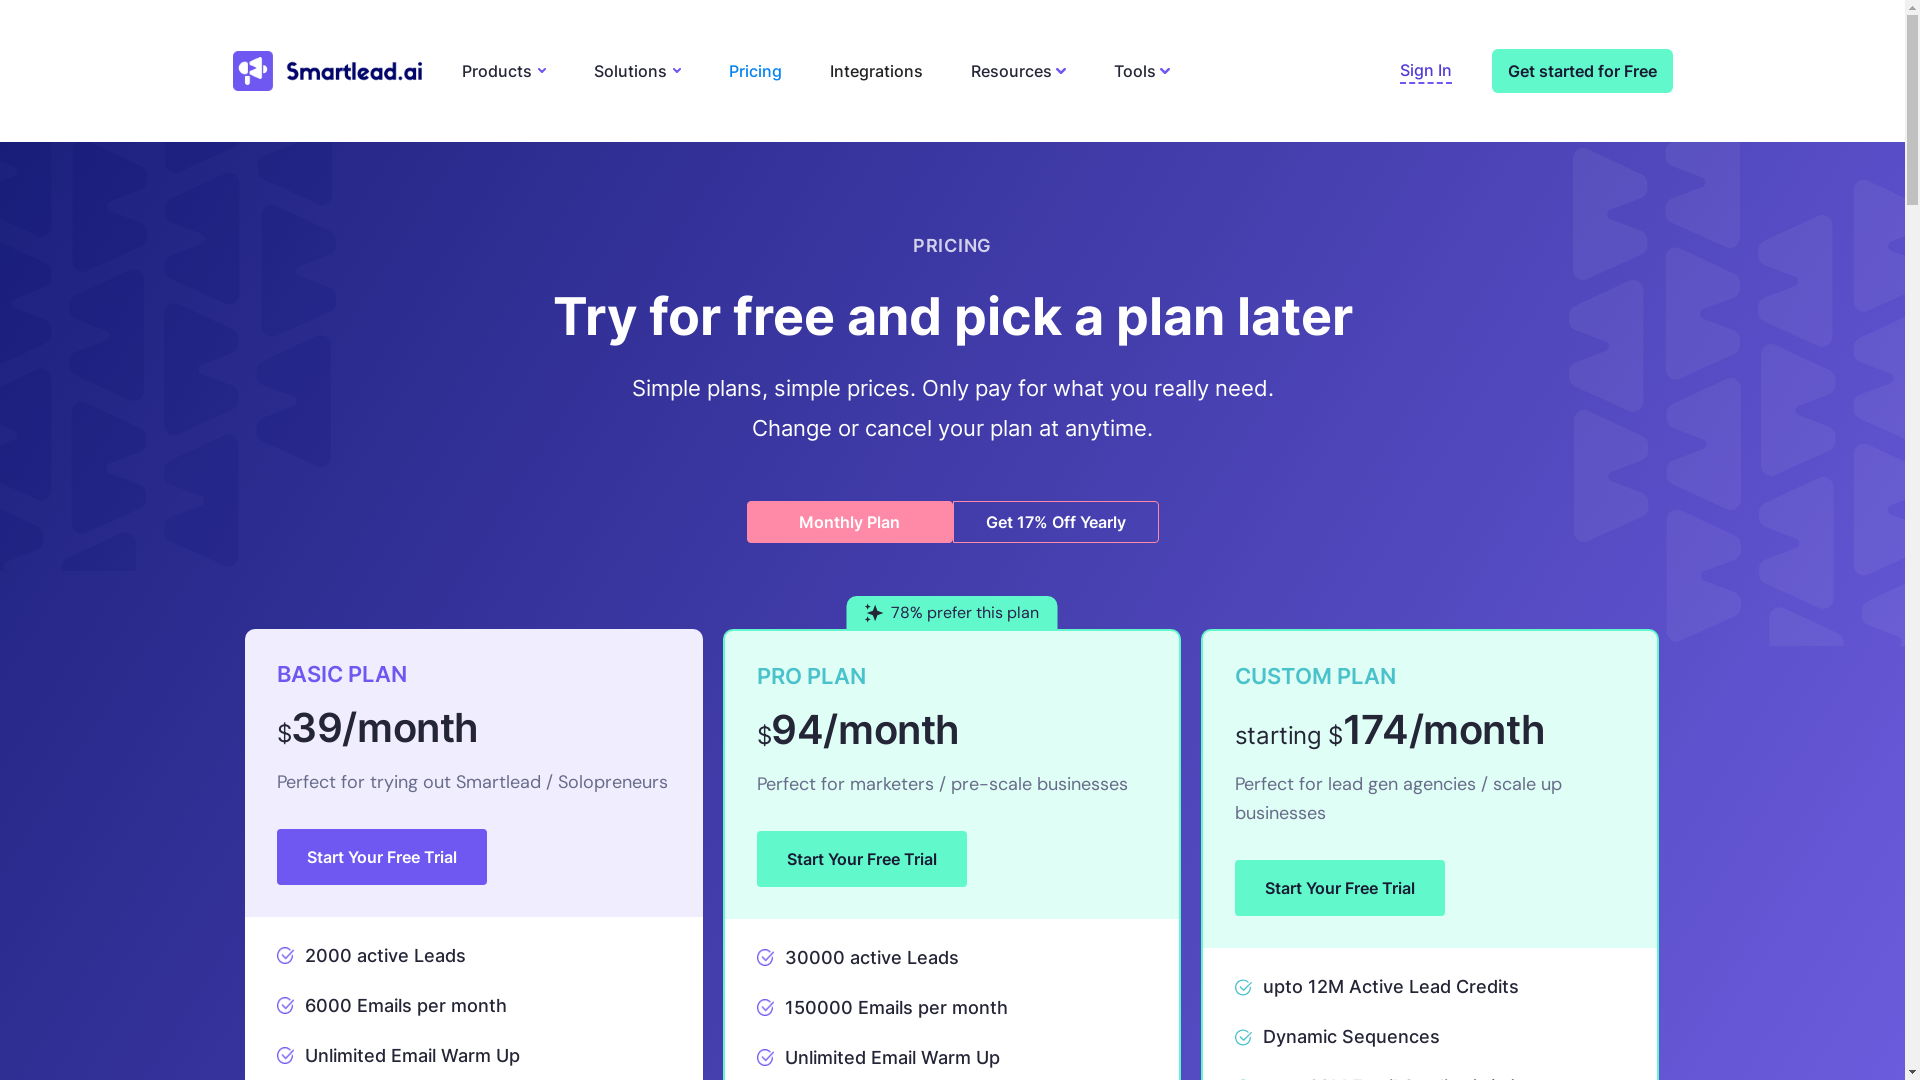 Smartlead.ai
Products
Solutions
Pricing
Integrations
Resources
Tools
Sign In
Get started for Free
PRICING
Try for free and pick a plan later
Simple plans, simple prices. Only pay for what you really need.
Change or cancel your plan at anytime.
Monthly Plan
Get 17% Off Yearly
BASIC PLAN
$39/month
Perfect for trying out Smartlead / Solopreneurs
Start Your Free Trial
2000 active Leads
6000 Emails per month
Unlimited Email Warm Up
78% prefer this plan
PRO PLAN
$94/month
Perfect for marketers / pre-scale businesses
Start Your Free Trial
30000 active Leads
150000 Emails per month
Unlimited Email Warm Up
CUSTOM PLAN
starting $174/month
Perfect for lead gen agencies / scale up
businesses
Start Your Free Trial
upto 12M Active Lead Credits
Dynamic Sequences